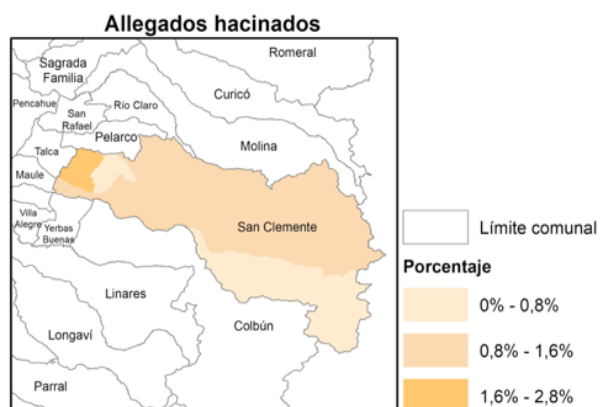 Allegados hacinados
Romeral
Sagrada
Familia
Curicó
Pencahue
Río Claro
San
Rafael
Pelarco
Molina
Talca
Maule
Villa
Alegre
Yerbas
Buenas
San Clemente
Linares
Colbún
Longaví
Parral
Límite comunal
Porcentaje
0% - 0,8%
0,8% - 1,6%
1,6% - 2,8%